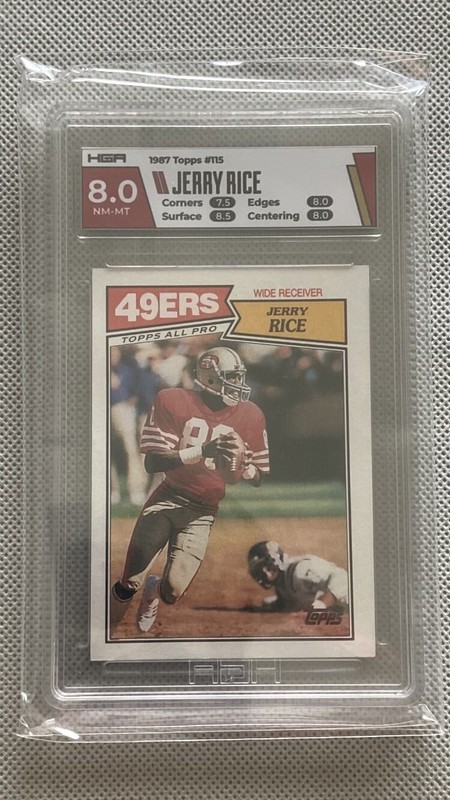 HGA
1987 Topps #115
8.0
NM-MT
JERRY RICE
Corners 7.5 Edges 8.0
Surface 8.5 Centering 8.0
49ERS
WIDE RECEIVER
JERRY
RICE
TOPPS ALL PRO
80
Topps
HGA